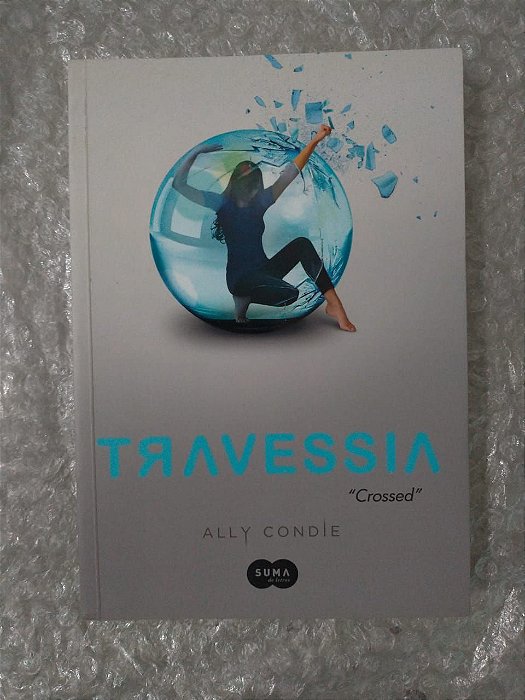 TRAVESSIA
"Crossed"
ALLY CONDIE
SUMA
de letras